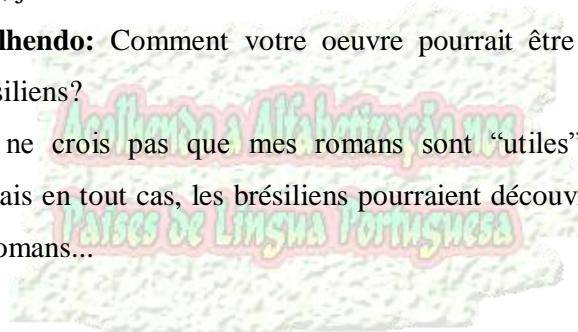 lhendo: Comment votre oeuvre pourrait être
siliens?
ne crois pas que mes romans sont “utiles”
ais en tout cas, les brésiliens pourraient découv
omans...
Acolhendo a Alfabetização nos
Países de Língua Portuguesa